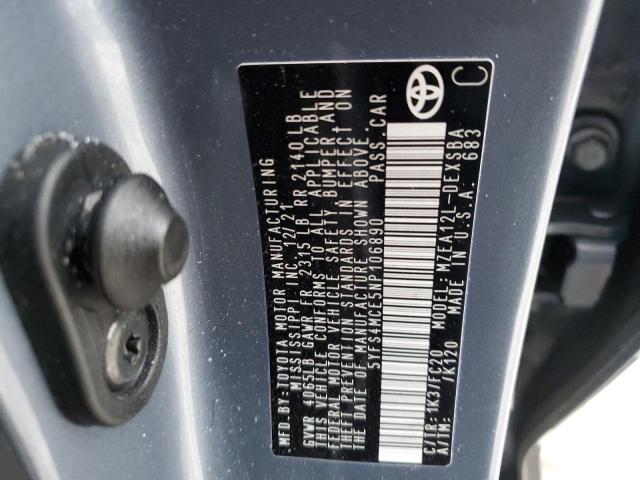 MFD.BY: TOYOTA MOTOR MANUFACTURING
MISSISSIPPI INC. 12/21
GVWR 4065LB GAWR FR 2315 LB RR 2140LB
THIS VEHICLE CONFORMS TO ALL APPLICABLE
FEDERAL MOTOR VEHICLE SAFETY, BUMPER, AND
THEFT PREVENTION STANDARDS IN EFFECT ON
THE DATE OF MANUFACTURE SHOWN ABOVE.
5YFS4MCE5NP106890 PASS.CAR
C/TR: 1K3/FC20 MODEL: MZEA12L-DEXSBA
A/TM: /K120 MADE IN U.S.A. 683
C